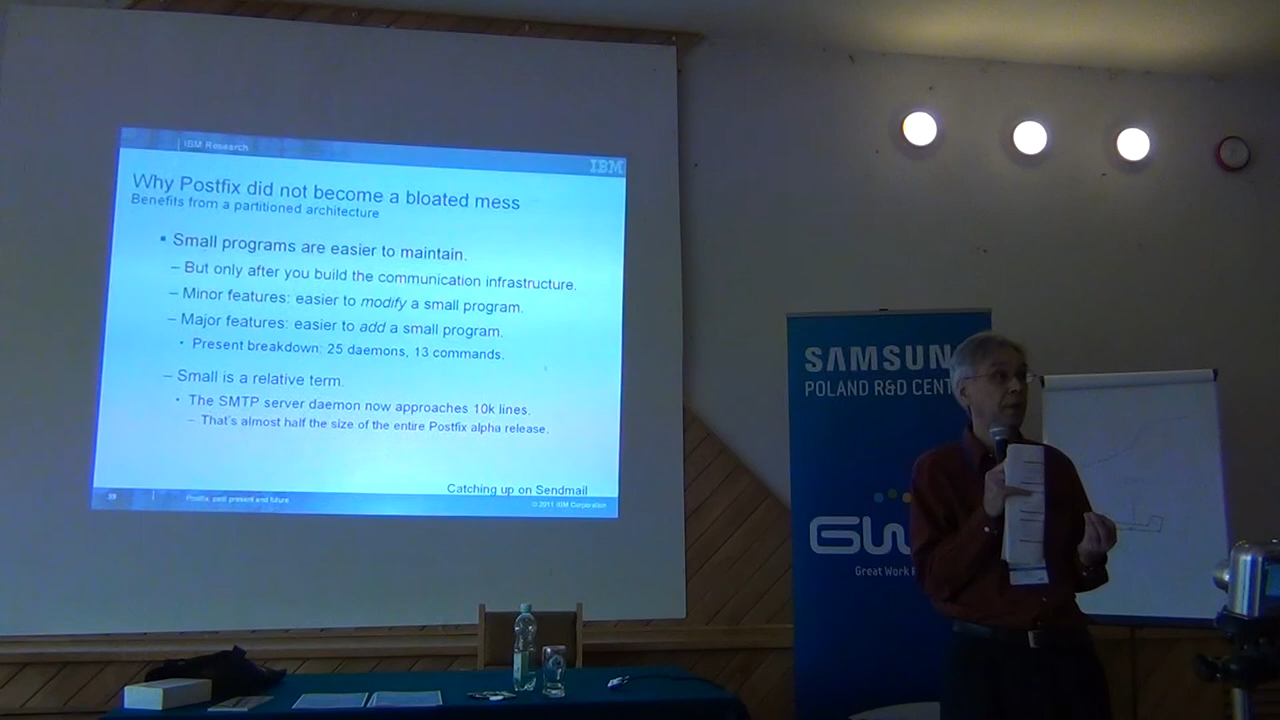 IBM Research
IBM
Why Postfix did not become a bloated mess
Benefits from a partitioned architecture
▪ Small programs are easier to maintain.
– But only after you build the communication infrastructure.
– Minor features: easier to modify a small program.
– Major features: easier to add a small program.
• Present breakdown: 25 daemons, 13 commands.
– Small is a relative term.
• The SMTP server daemon now approaches 10k lines.
– That's almost half the size of the entire Postfix alpha release.
Catching up on Sendmail
Postfix, past present and future
© 2011 IBM Corporation
SAMSUN
POLAND R&D CENT
Great Work